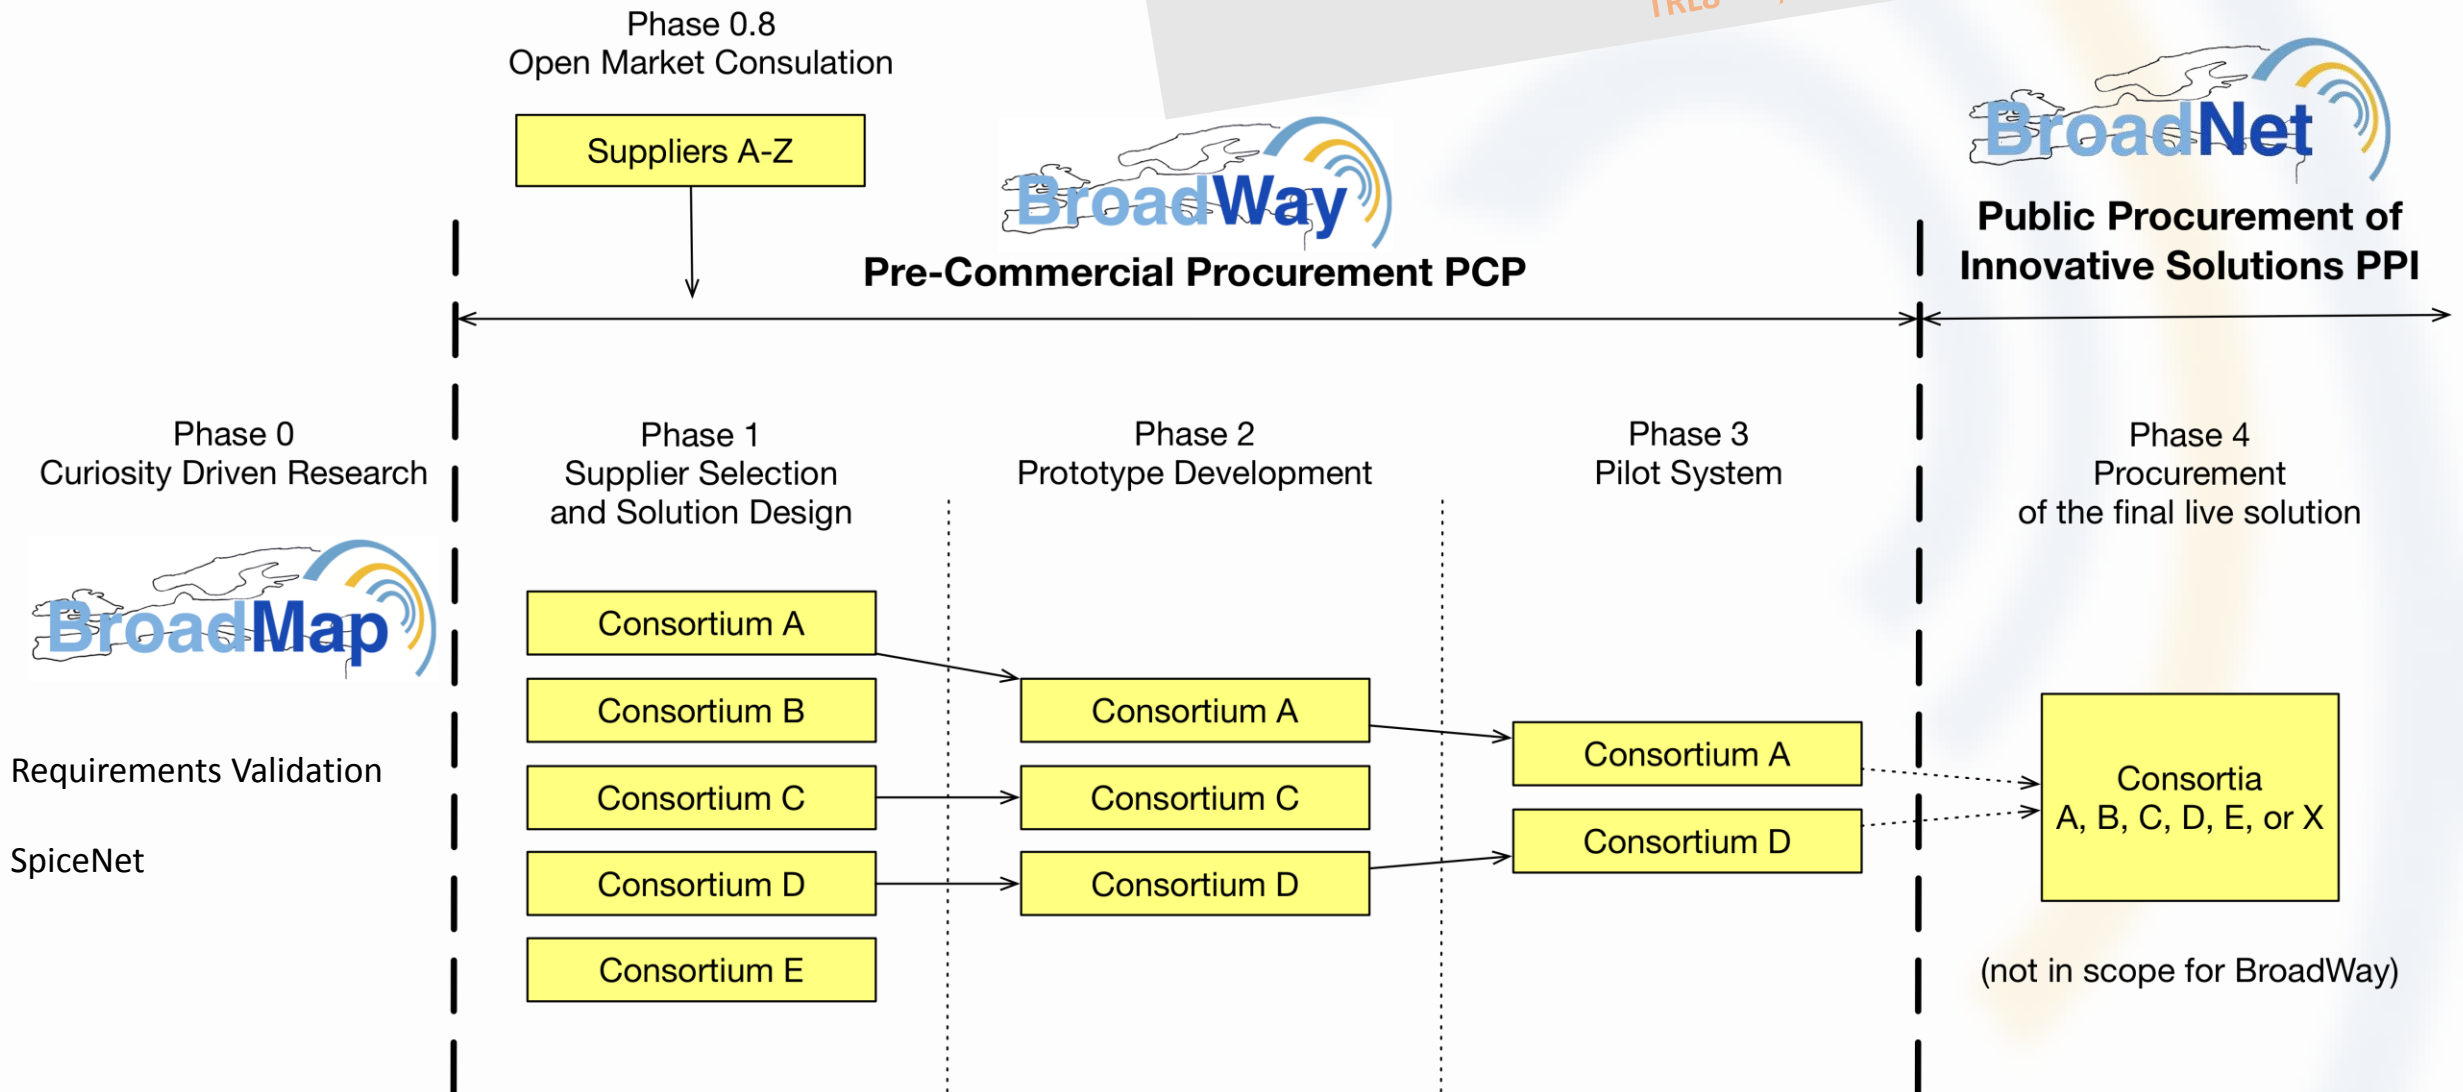 TRL8
Phase 0.8
Open Market Consulation
Suppliers A-Z
BroadWay
Pre-Commercial Procurement PCP
BroadNet
Public Procurement of
Innovative Solutions PPI
Phase 0
Curiosity Driven Research
BroadMap
Requirements Validation
SpiceNet
Phase 1
Supplier Selection
and Solution Design
Consortium A
Consortium B
Consortium C
Consortium D
Consortium E
Phase 2
Prototype Development
Consortium A
Consortium C
Consortium D
Phase 3
Pilot System
Consortium A
Consortium D
Phase 4
Procurement
of the final live solution
Consortia
A, B, C, D, E, or X
(not in scope for BroadWay)